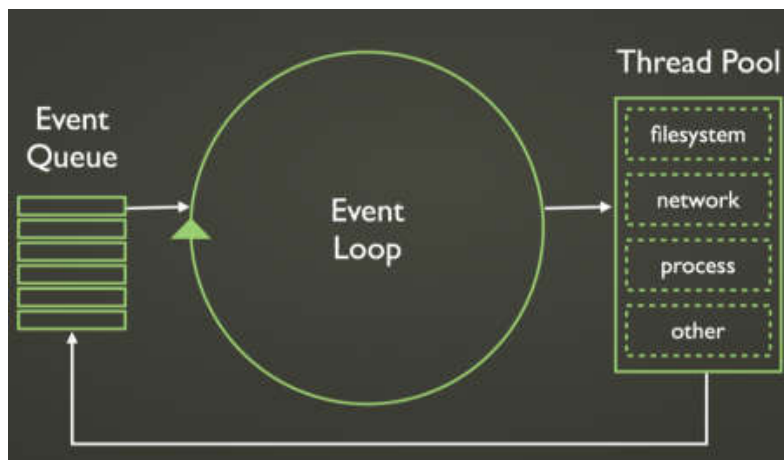 Event
Queue
Event
Loop
Thread Pool
filesystem
network
process
other